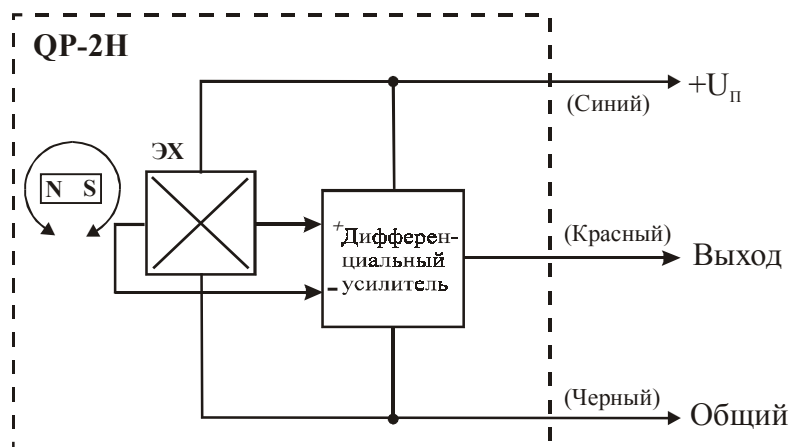 QP-2H
+Uп
(Синий)
ЭХ
N S
+
Дифферен-
циальный
усилитель
-
(Красный)
Выход
(Черный)
Общий